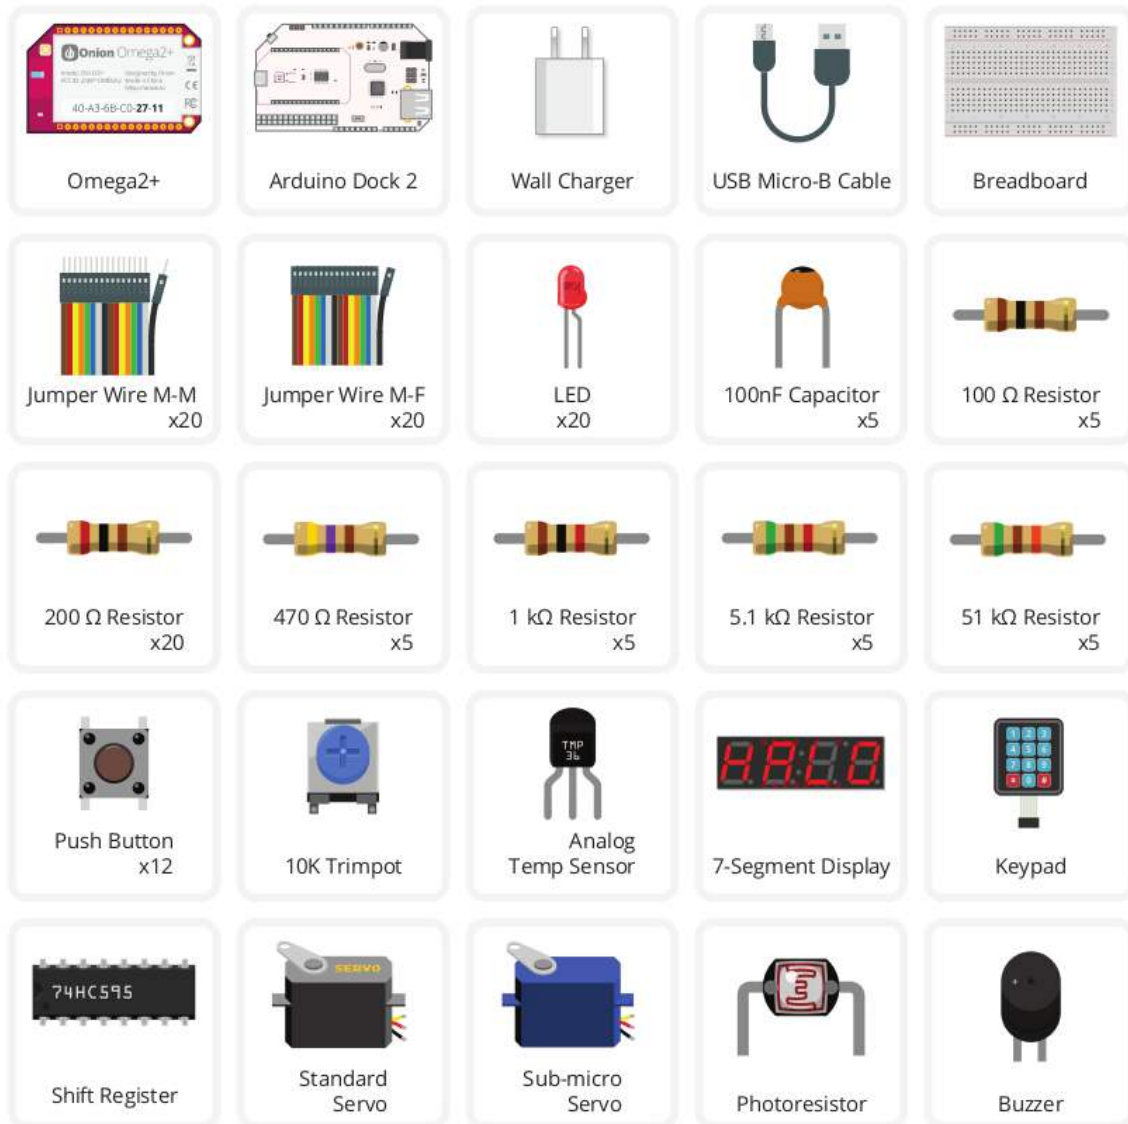 Onion Omega2+
40-A3-6B-C0-27-11
Omega2+
Arduino Dock 2
Wall Charger
USB Micro-B Cable
Breadboard
Jumper Wire M-M
x20
Jumper Wire M-F
x20
LED
x20
100nF Capacitor
x5
100 Ω Resistor
x5
200 Ω Resistor
x20
470 Ω Resistor
x5
1 kΩ Resistor
x5
5.1 kΩ Resistor
x5
51 kΩ Resistor
x5
Push Button
x12
10K Trimpot
TMP
36
Analog
Temp Sensor
7-Segment Display
1 2 3
4 5 6
7 8 9
* 0 #
Keypad
74HC595
Shift Register
SERVO
Standard
Servo
Sub-micro
Servo
Photoresistor
+
Buzzer